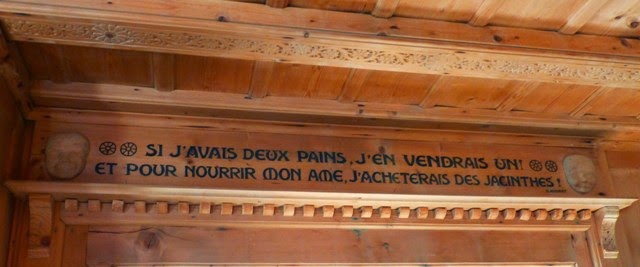 SI J'AVAIS DEUX PAINS, J'EN VENDRAIS UN!
ET POUR NOURRIR MON AME, J'ACHETERAIS DES JACINTHES!